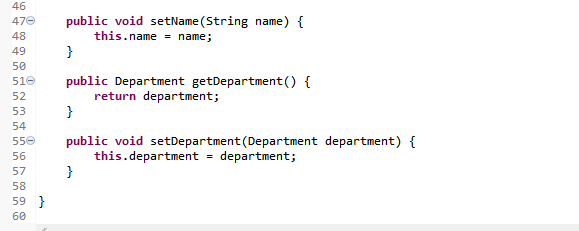 46
47 public void setName(String name) {
48 this.name = name;
49 }
50
51 public Department getDepartment() {
52 return department;
53 }
54
55 public void setDepartment(Department department) {
56 this.department = department;
57 }
58
59 }
60